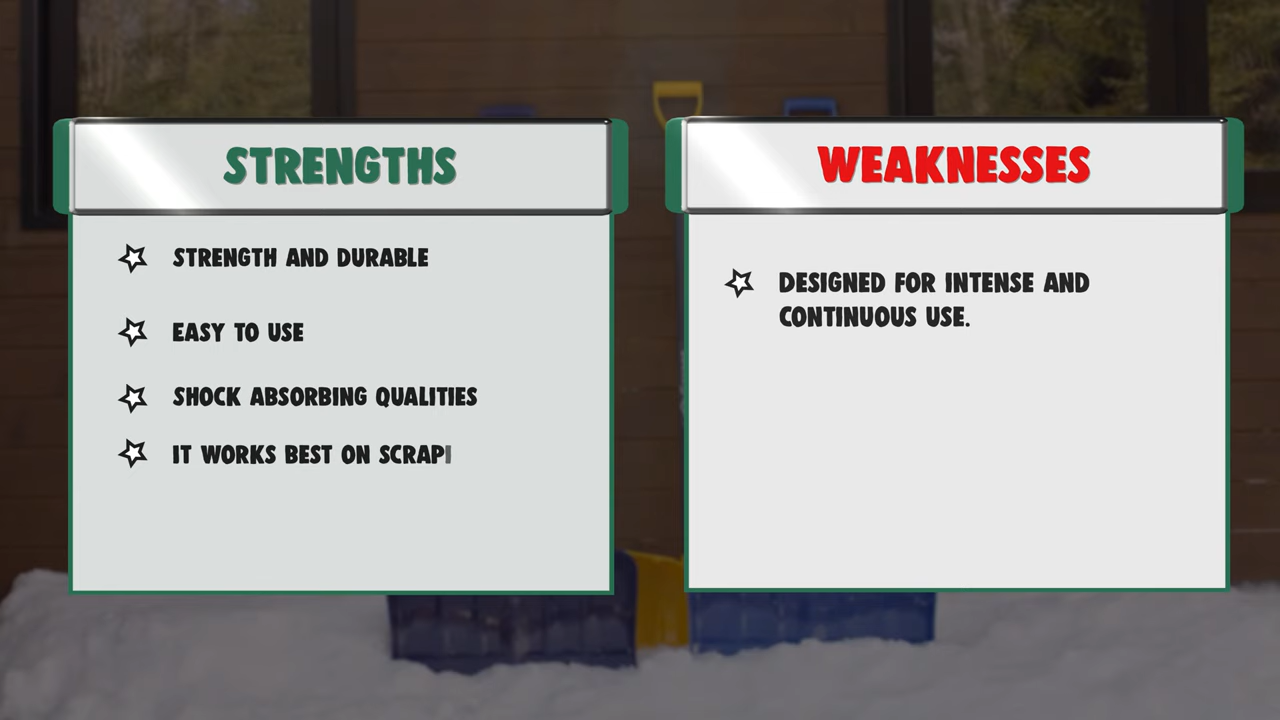 STRENGTHS
STRENGTH AND DURABLE
EASY TO USE
SHOCK ABSORBING QUALITIES
IT WORKS BEST ON SCRAPI
WEAKNESSES
DESIGNED FOR INTENSE AND
CONTINUOUS USE.